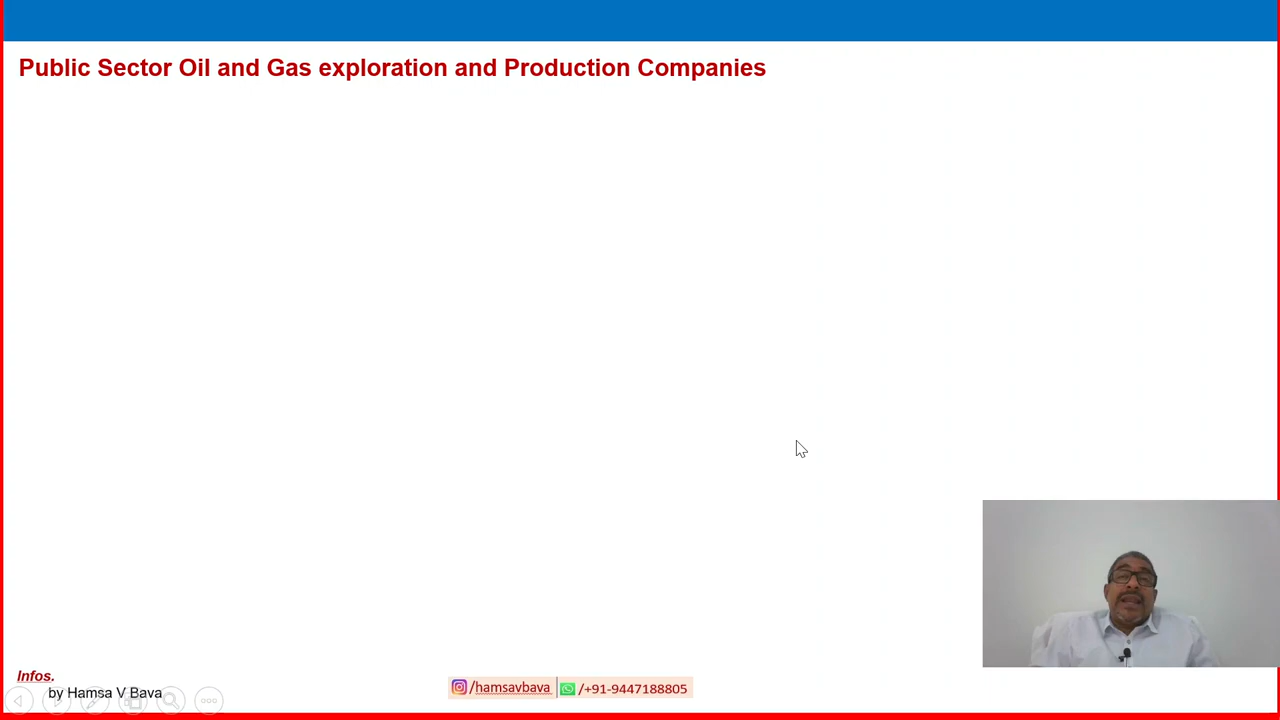 Public Sector Oil and Gas exploration and Production Companies
Infos.
by Hamsa V Bava
/hamsavbava
/+91-9447188805